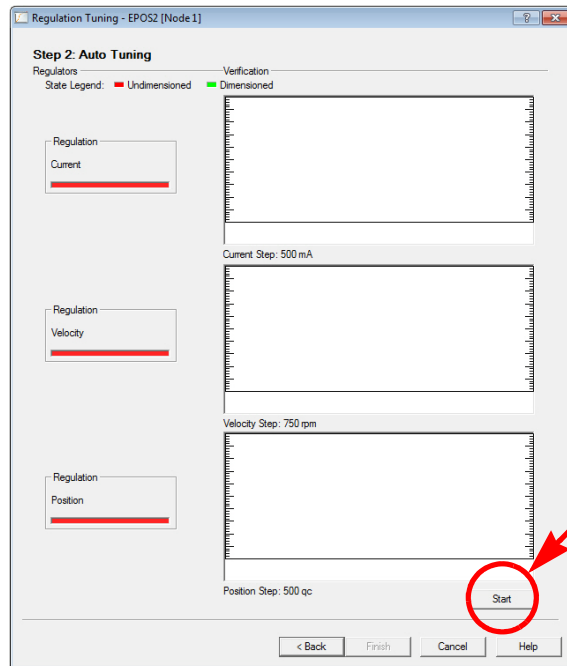 Regulation Tuning - EPOS2 [Node 1]
Step 2: Auto Tuning
Regulators
Verification
State Legend: Undimensioned Dimensioned
Regulation
Current
Current Step: 500 mA
Regulation
Velocity
Velocity Step: 750 rpm
Regulation
Position
Position Step: 500 qc
Start
< Back Finish Cancel Help